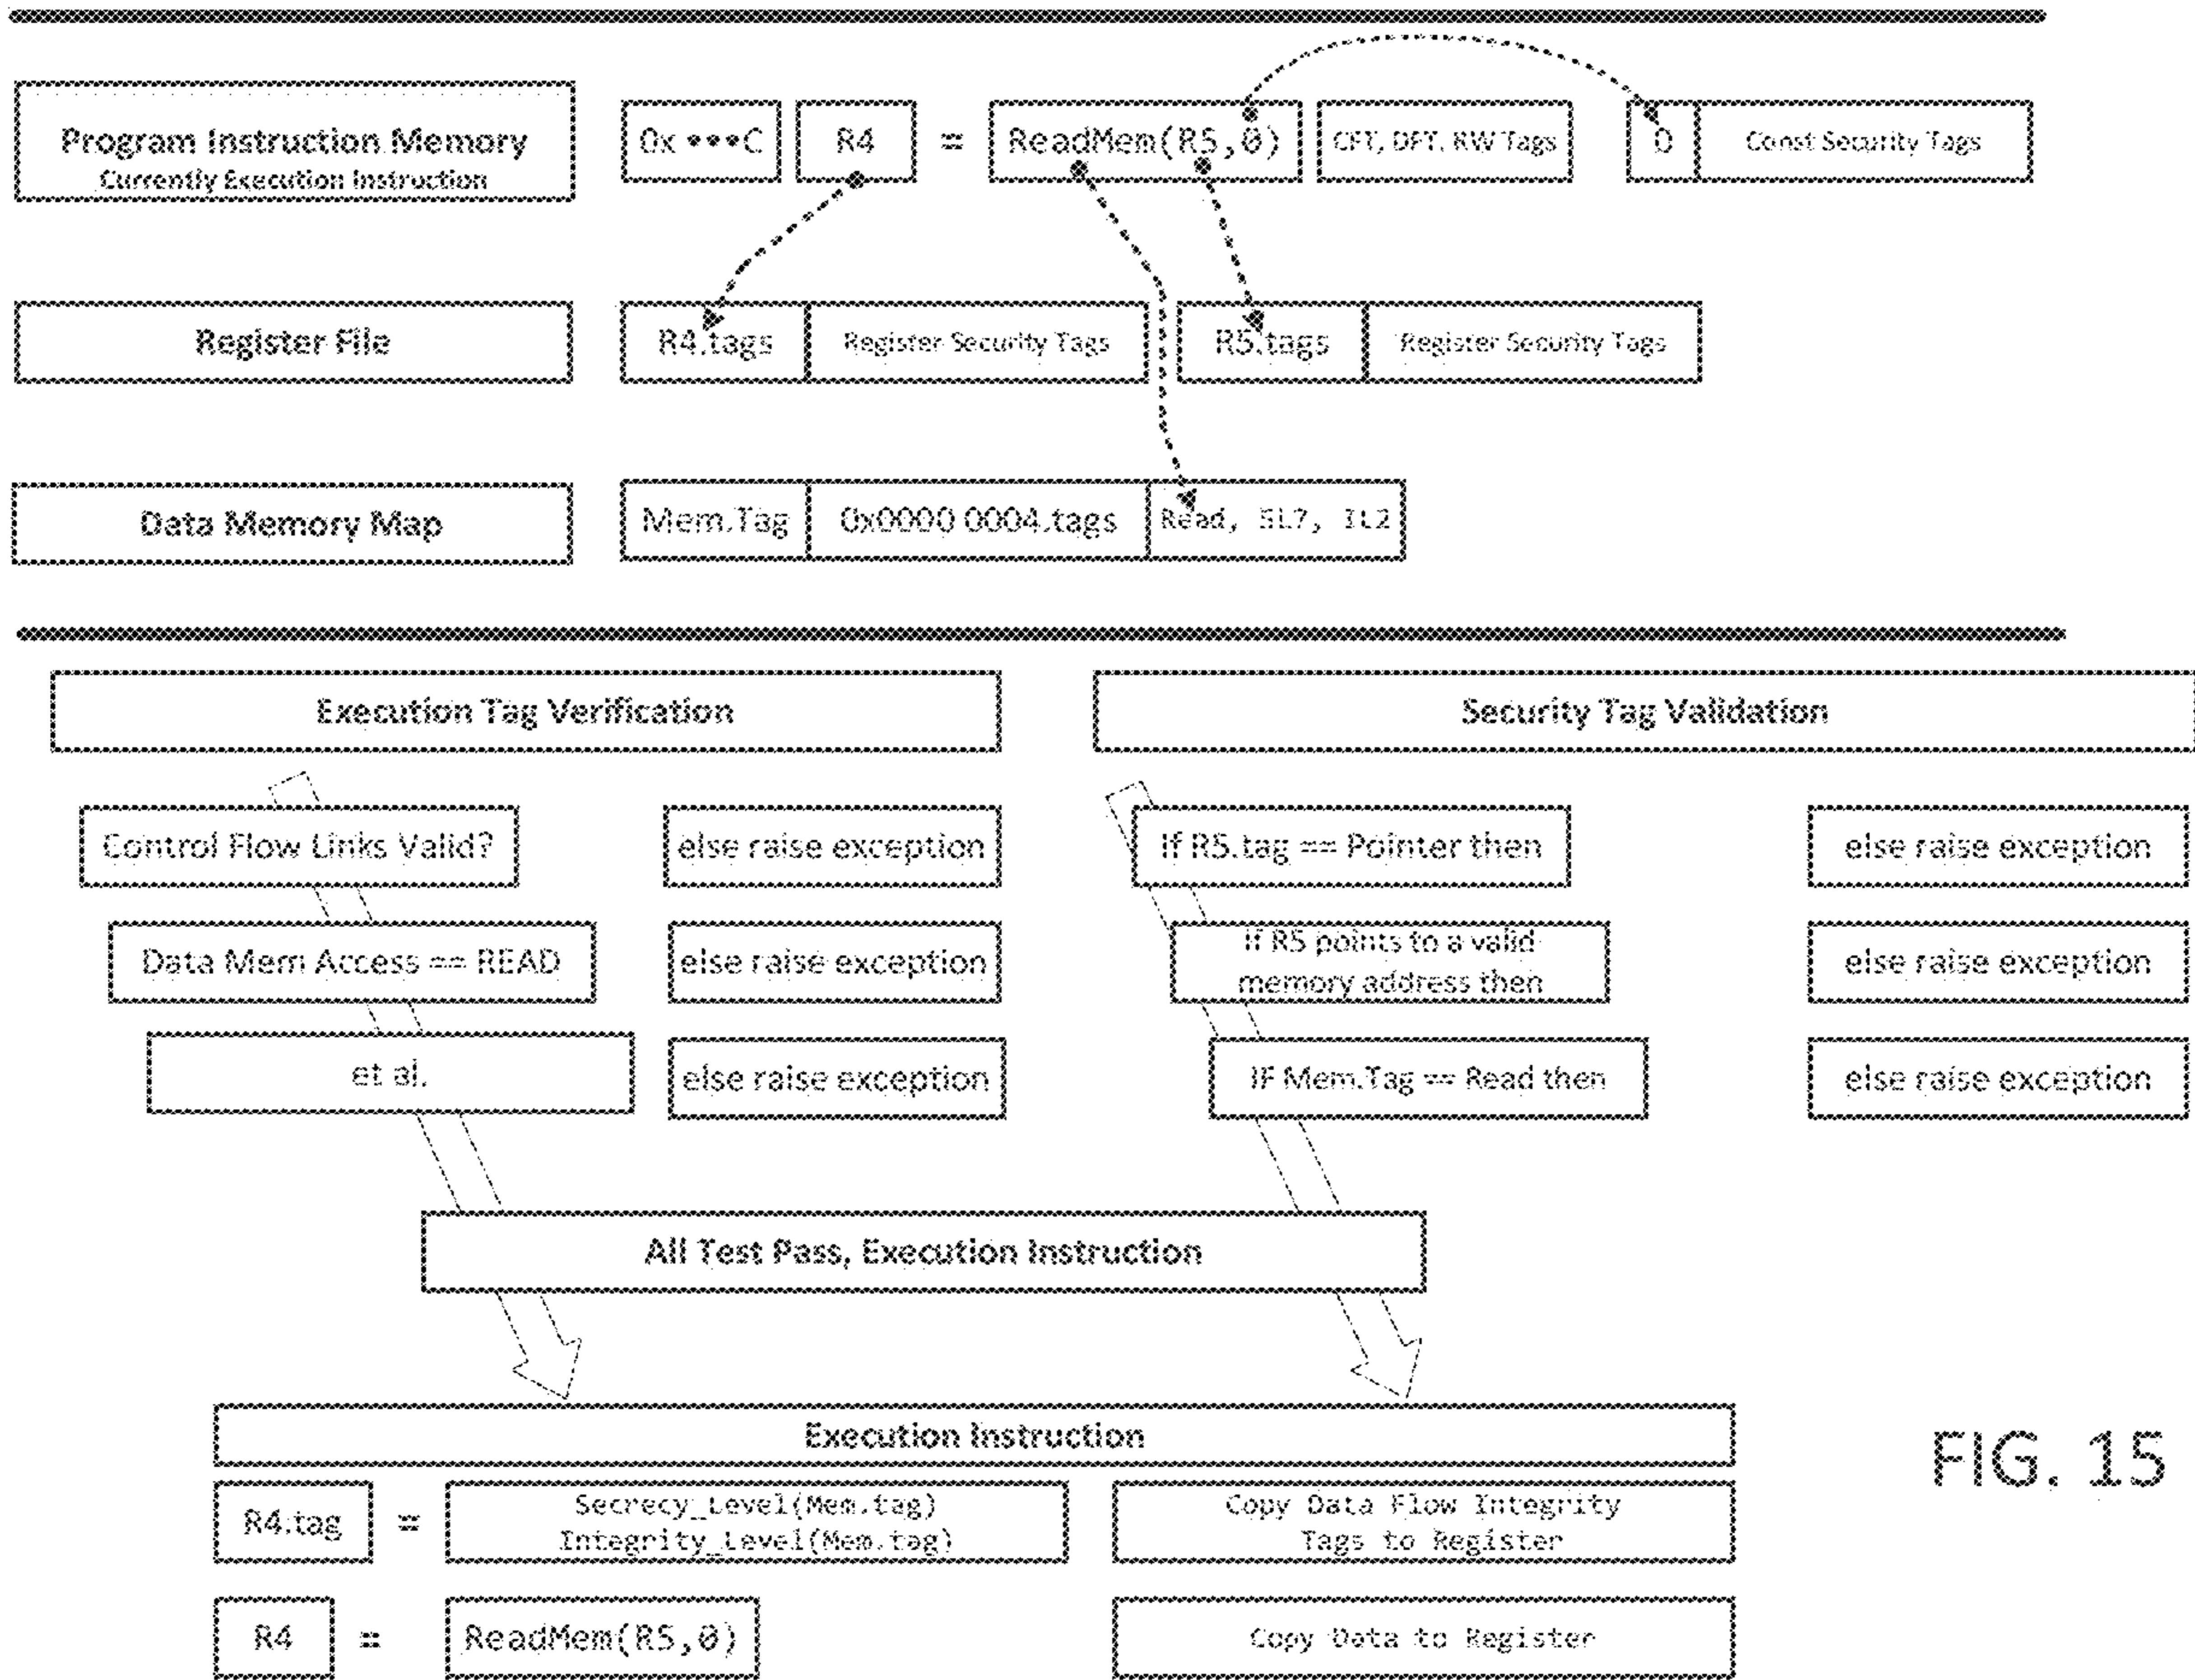 Program Instruction Memory
Currently Execution Instruction
0x •••C
R4
=
ReadMem(R5,0)
CFT, DFT, RW Tags
0
Const Security Tags
Register File
R4.tags
Register Security Tags
R5.tags
Register Security Tags
Data Memory Map
Mem.Tag
0x0000 0004.tags
Read, SL7, IL2
Execution Tag Verification
Security Tag Validation
Control Flow Links Valid?
else raise exception
If R5.tag == Pointer then
else raise exception
Data Mem Access == READ
else raise exception
If R5 points to a valid
memory address then
else raise exception
et al.
else raise exception
IF Mem.Tag == Read then
else raise exception
All Test Pass, Execution Instruction
Execution Instruction
R4.tag
=
Secrecy_Level(Mem.tag)
Integrity_Level(Mem.tag)
Copy Data Flow Integrity
Tags to Register
R4
=
ReadMem(R5,0)
Copy Data to Register
FIG. 15